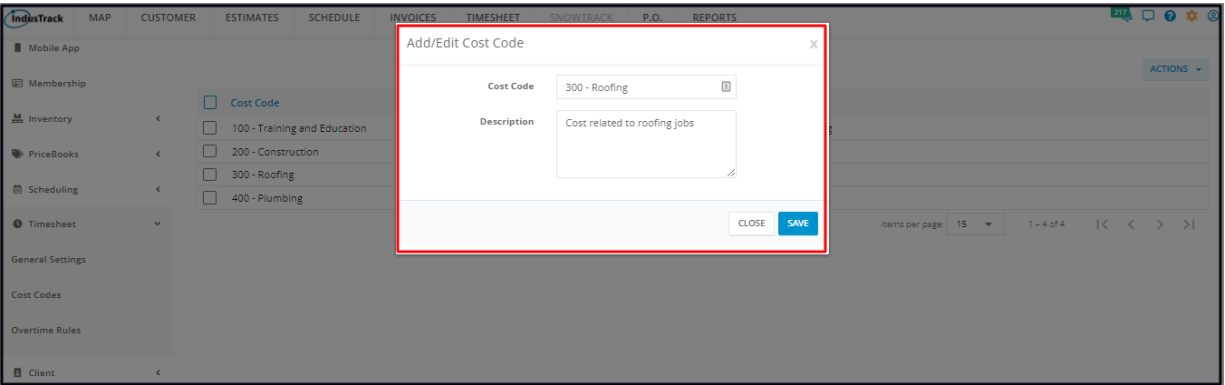 IndusTrack MAP CUSTOMER ESTIMATES SCHEDULE INVOICES TIMESHEET SNOWTRACK P.O. REPORTS 217
Mobile App
Membership
Inventory
PriceBooks
Scheduling
Timesheet
General Settings
Cost Codes
Overtime Rules
Client
ACTIONS
Cost Code
100 - Training and Education
200 - Construction
300 - Roofing
400 - Plumbing
Items per page: 15 1 – 4 of 4
Add/Edit Cost Code X
Cost Code 300 - Roofing
Description Cost related to roofing jobs
CLOSE SAVE